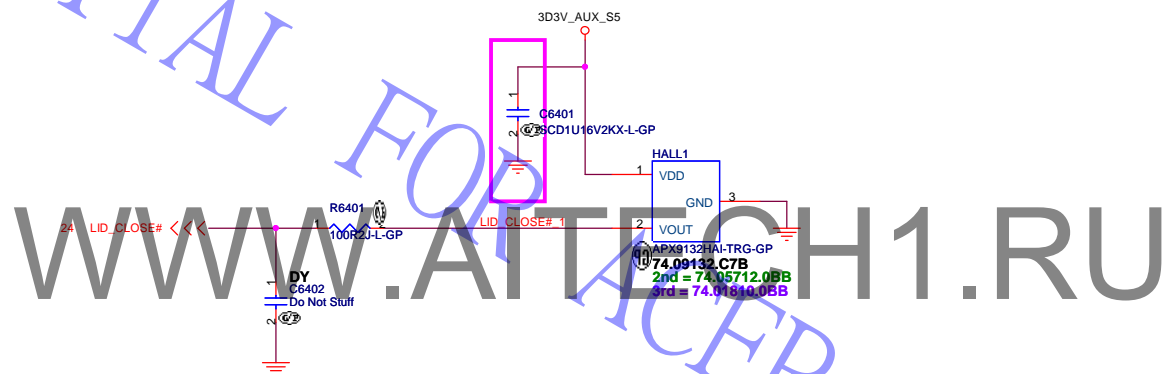 3D3V_AUX_S5
ITAL FOR ACER
1
C6401
2
SCD1U16V2KX-L-GP
HALL1
1 VDD
GND 3
2 VOUT
APX9132HAI-TRG-GP
74.09132.C7B
2nd = 74.05712.0BB
3rd = 74.01810.0BB
24 LID_CLOSE#
R6401
1 2
100R2J-L-GP
LID_CLOSE#_1
WWW.AITECH1.RU
1
DY
C6402
Do Not Stuff
2